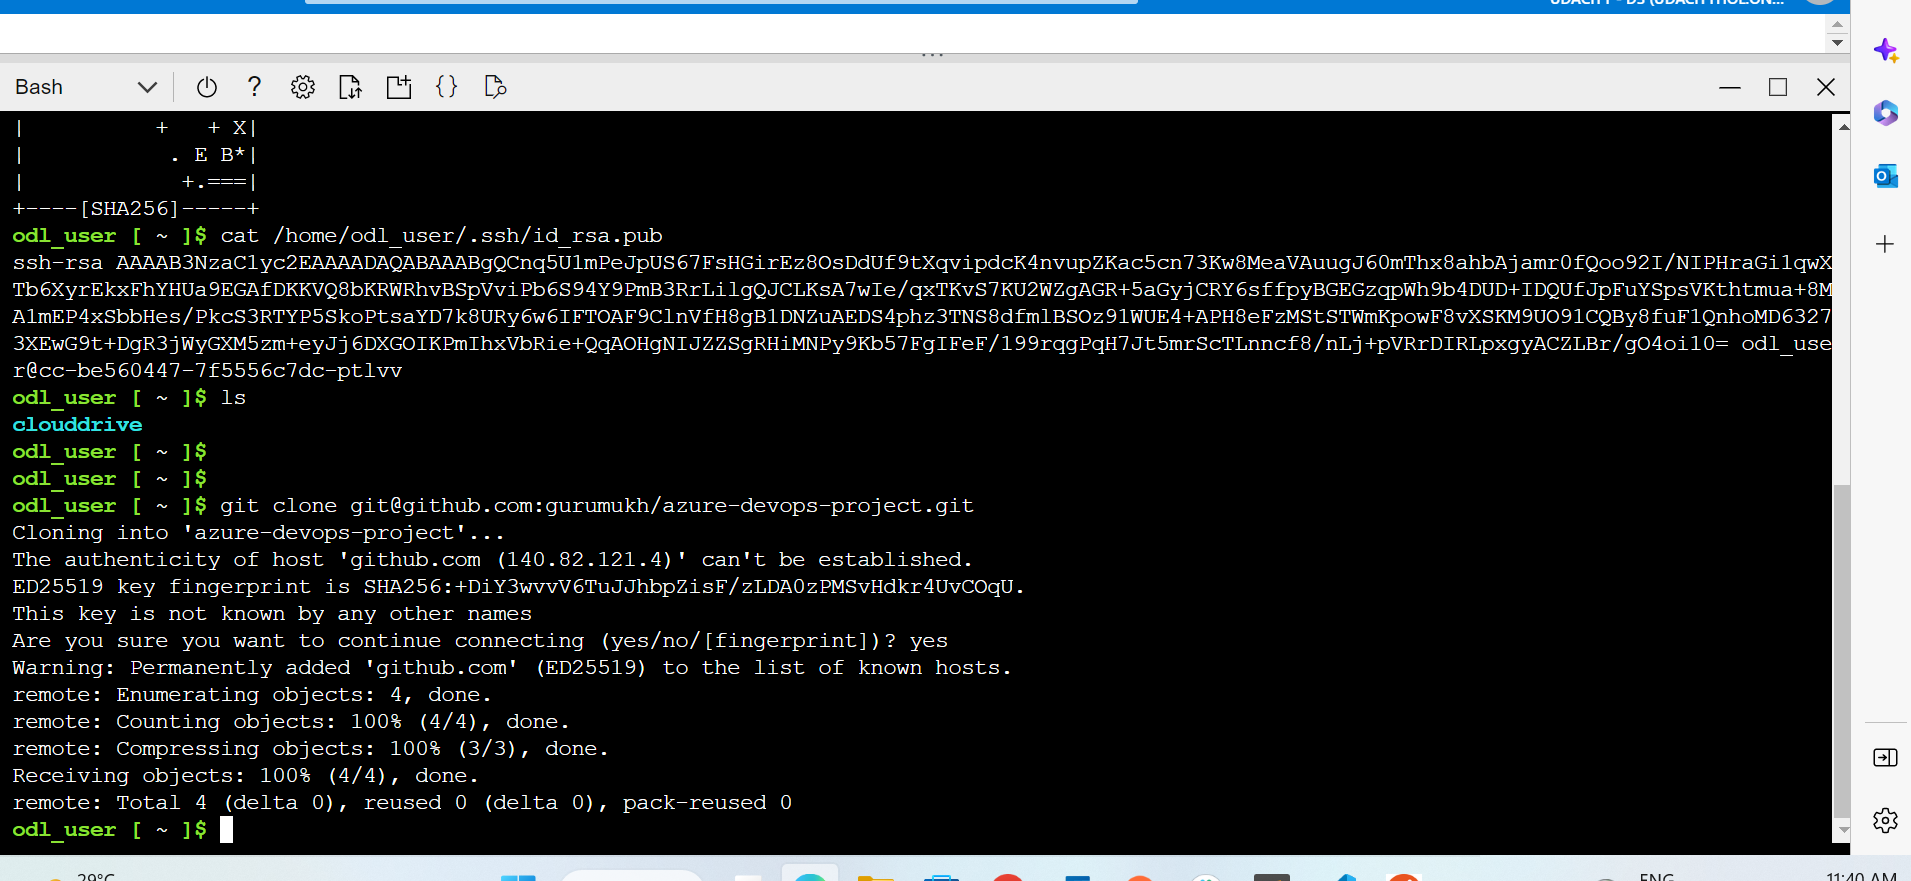 Bash
|           +   + X|
|            . E B*|
|             +.===|
+----[SHA256]-----+
odl_user [ ~ ]$ cat /home/odl_user/.ssh/id_rsa.pub
ssh-rsa AAAAB3NzaC1yc2EAAAADAQABAAABgQCnq5U1mPeJpUS67FsHGirEz8OsDdUf9tXqvipdcK4nvupZKac5cn73Kw8MeaVAuugJ60mThx8ahbAjamr0fQoo92I/NIPHraGi1qwX
Tb6XyrEkxFhYHUa9EGAfDKKVQ8bKRWRhvBSpVviPb6S94Y9PmB3RrLilgQJCLKsA7wIe/qxTKvS7KU2WZgAGR+5aGyjCRY6sffpyBGEGzqpWh9b4DUD+IDQUfJpFuYSpsVKthtmua+8M
A1mEP4xSbbHes/PkcS3RTYP5SkoPtsaYD7k8URy6w6IFTOAF9ClnVfH8gB1DNZuAEDS4phz3TNS8dfmlBSOz91WUE4+APH8eFzMStSTWmKpowF8vXSKM9UO91CQBy8fuF1QnhoMD6327
3XEwG9t+DgR3jWyGXM5zm+eyJj6DXGOIKPmIhxVbRie+QqAOHgNIJZZSgRHiMNPy9Kb57FgIFeF/199rqgPqH7Jt5mrScTLnncf8/nLj+pVRrDIRLpxgyACZLBr/gO4oi10= odl_use
r@cc-be560447-7f5556c7dc-ptlvv
odl_user [ ~ ]$ ls
clouddrive
odl_user [ ~ ]$
odl_user [ ~ ]$
odl_user [ ~ ]$ git clone git@github.com:gurumukh/azure-devops-project.git
Cloning into 'azure-devops-project'...
The authenticity of host 'github.com (140.82.121.4)' can't be established.
ED25519 key fingerprint is SHA256:+DiY3wvvV6TuJJhbpZisF/zLDA0zPMSvHdkr4UvCOqU.
This key is not known by any other names
Are you sure you want to continue connecting (yes/no/[fingerprint])? yes
Warning: Permanently added 'github.com' (ED25519) to the list of known hosts.
remote: Enumerating objects: 4, done.
remote: Counting objects: 100% (4/4), done.
remote: Compressing objects: 100% (3/3), done.
Receiving objects: 100% (4/4), done.
remote: Total 4 (delta 0), reused 0 (delta 0), pack-reused 0
odl_user [ ~ ]$
29°C
ENG
11:40 AM